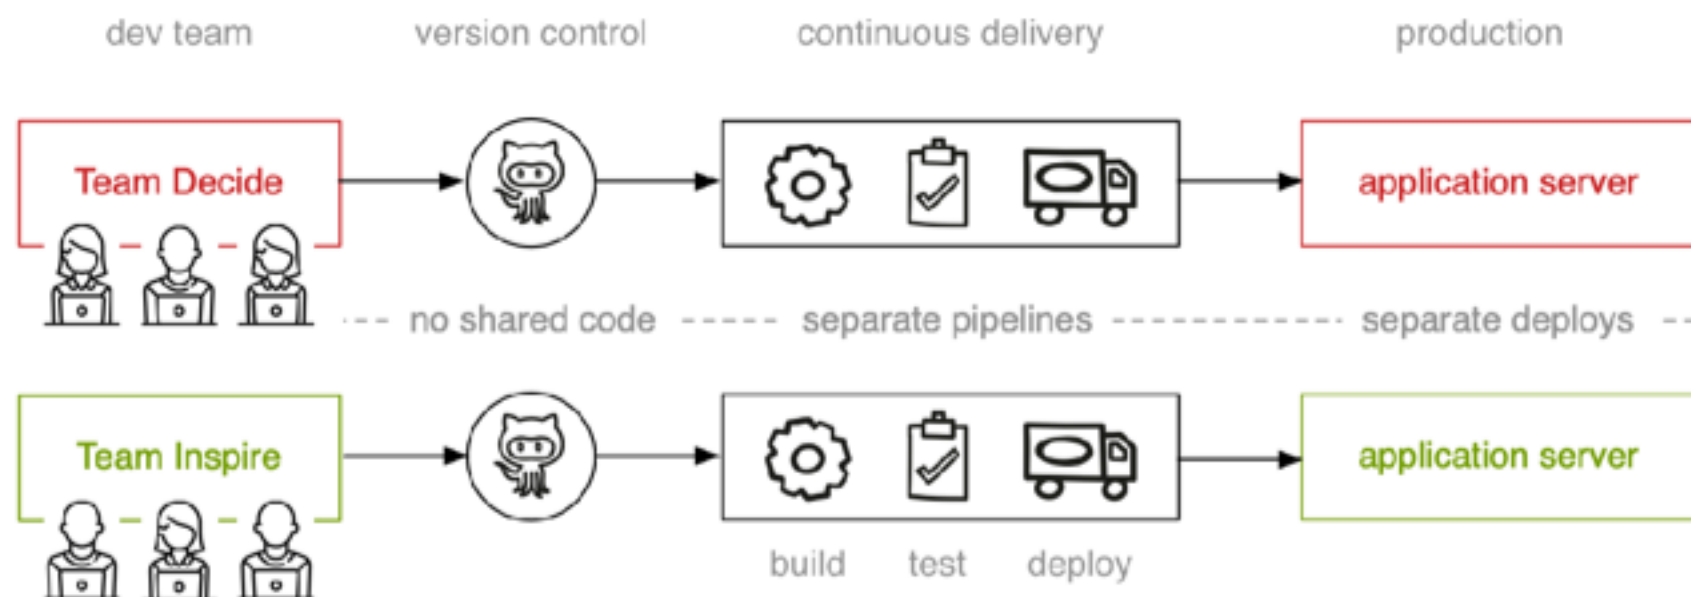 dev team version control continuous delivery production
Team Decide application server
no shared code separate pipelines separate deploys
Team Inspire application server
build test deploy